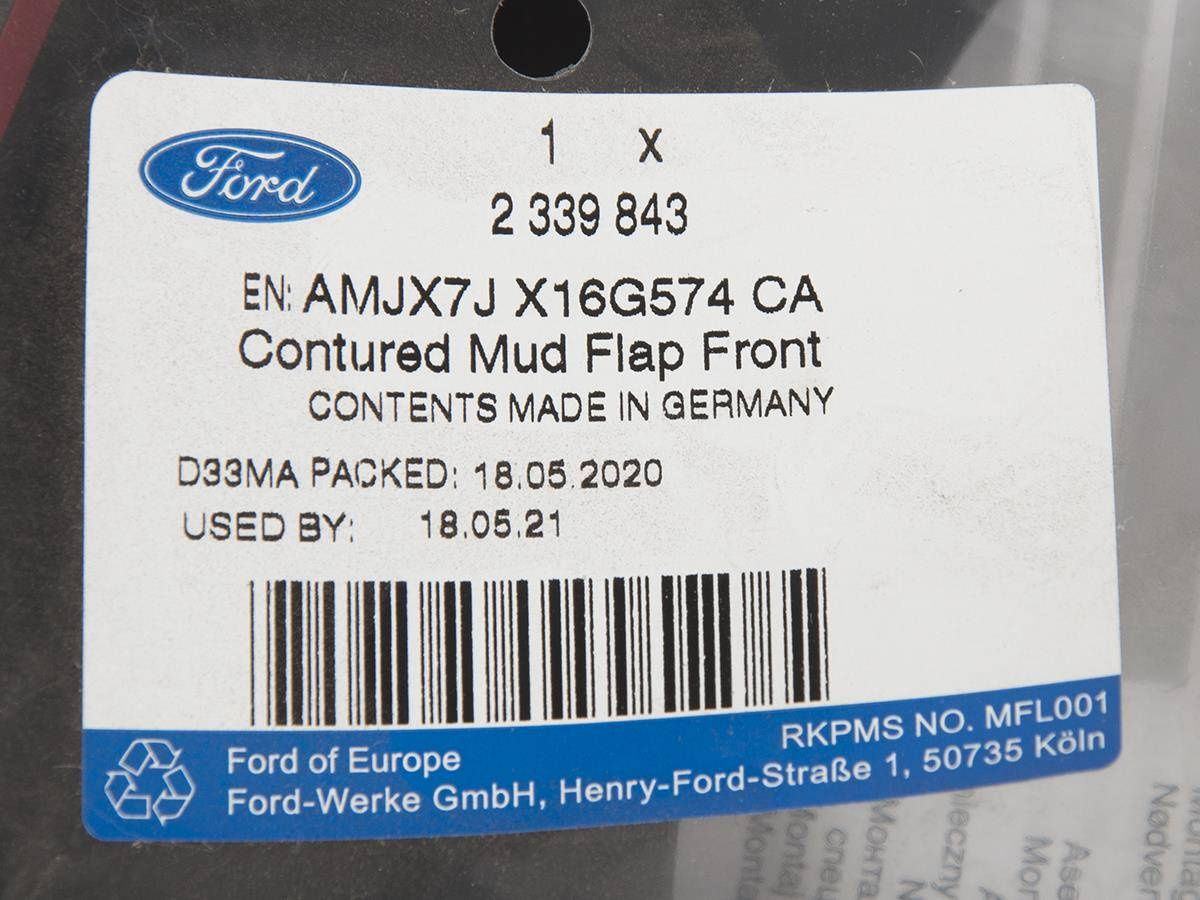 Ford
1 x
2 339 843
EN: AMJX7J X16G574 CA
Contured Mud Flap Front
CONTENTS MADE IN GERMANY
D33MA PACKED: 18.05.2020
USED BY: 18.05.21
RKPMS NO. MFL001
Ford of Europe
Ford-Werke GmbH, Henry-Ford-Straße 1, 50735 Köln